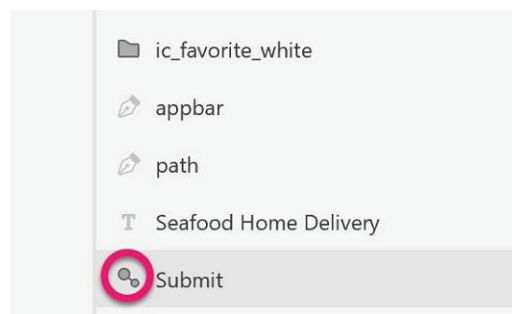 ic_favorite_white
appbar
path
Seafood Home Delivery
Submit